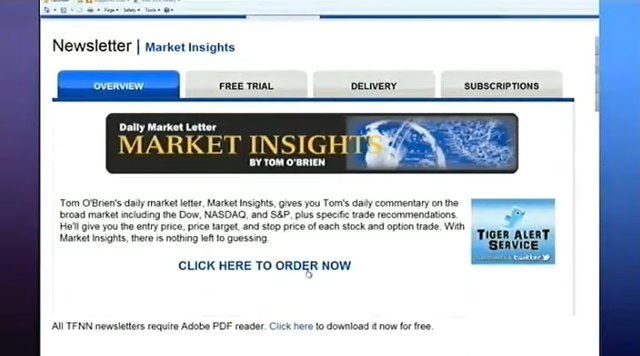 Page Safety Tools
Newsletter | Market Insights
OVERVIEW
FREE TRIAL
DELIVERY
SUBSCRIPTIONS
Daily Market Letter
MARKET INSIGHTS
BY TOM O'BRIEN
Tom O'Brien's daily market letter, Market Insights, gives you Tom's daily commentary on the
broad market including the Dow, NASDAQ, and S&P, plus specific trade recommendations.
He'll give you the entry price, price target, and stop price of each stock and option trade. With
Market Insights, there is nothing left to guessing.
TIGER ALERT
SERVICE
twitter
CLICK HERE TO ORDER NOW
All TFNN newsletters require Adobe PDF reader. Click here to download it now for free.